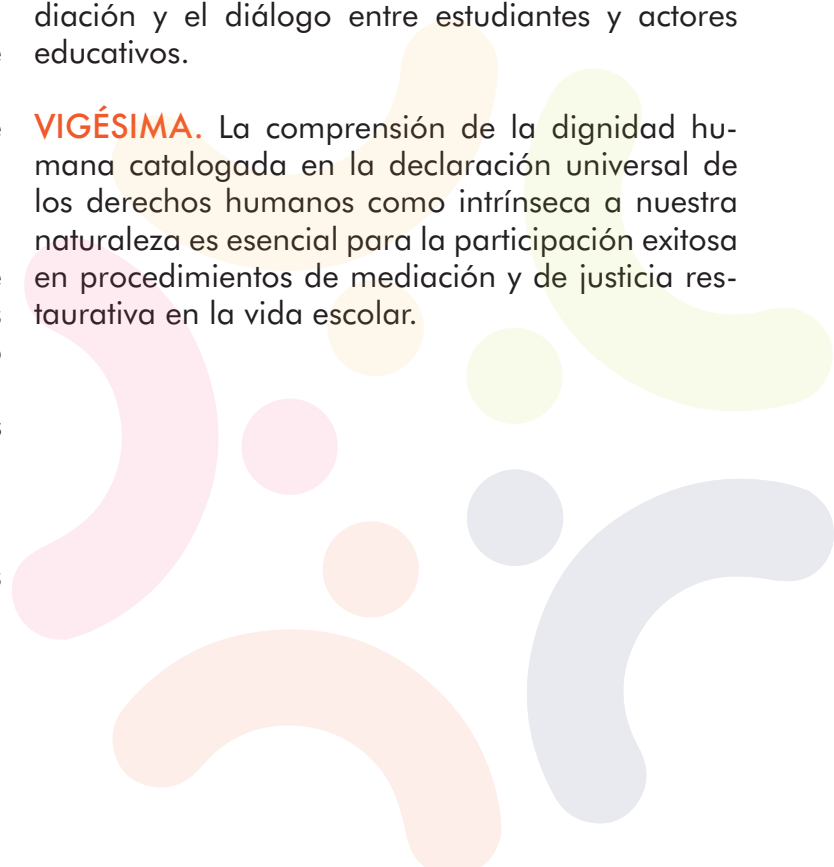 diación y el diálogo entre estudiantes y actores
educativos.
VIGÉSIMA. La comprensión de la dignidad hu-
mana catalogada en la declaración universal de
los derechos humanos como intrínseca a nuestra
naturaleza es esencial para la participación exitosa
en procedimientos de mediación y de justicia res-
taurativa en la vida escolar.